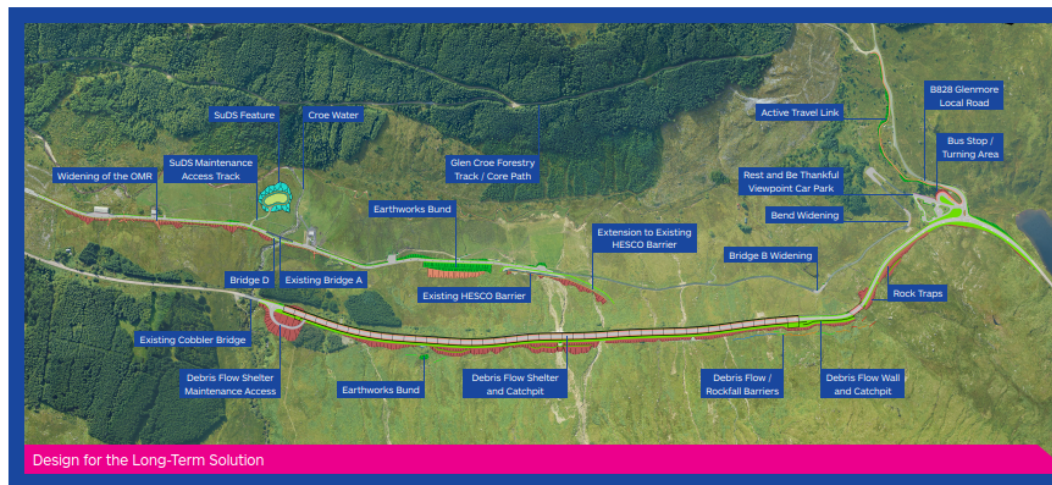 Active Travel Link
B828 Glenmore
Local Road
SuDS Feature
Croe Water
Bus Stop /
Turning Area
SuDS Maintenance
Access Track
Widening of the OMR
Glen Croe Forestry
Track / Core Path
Rest and Be Thankful
Viewpoint Car Park
Earthworks Bund
Bend Widening
Extension to Existing
HESCO Barrier
Bridge B Widening
Bridge D
Existing Bridge A
Existing HESCO Barrier
Rock Traps
Existing Cobbler Bridge
Debris Flow Shelter
Maintenance Access
Earthworks Bund
Debris Flow Shelter
and Catchpit
Debris Flow /
Rockfall Barriers
Debris Flow Wall
and Catchpit
Design for the Long-Term Solution